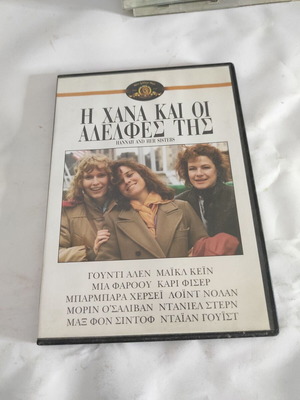 Η ΧΑΝΑ ΚΑΙ ΟΙ
ΑΔΕΛΦΕΣ ΤΗΣ
HANNAH AND HER SISTERS
ΓΟΥΝΤΙ ΑΛΕΝ ΜΑΪΚΛ ΚΕΪΝ
ΜΙΑ ΦΑΡΟΟΥ ΚΑΡΙ ΦΙΣΕΡ
ΜΠΑΡΜΠΑΡΑ ΧΕΡΣΕΪ ΛΟΪΝΤ ΝΟΛΑΝ
ΜΟΡΙΝ Ο'ΣΑΛΙΒΑΝ ΝΤΑΝΙΕΛ ΣΤΕΡΝ
ΜΑΞ ΦΟΝ ΣΙΝΤΟΦ ΝΤΑΪΑΝ ΓΟΥΪΣΤ